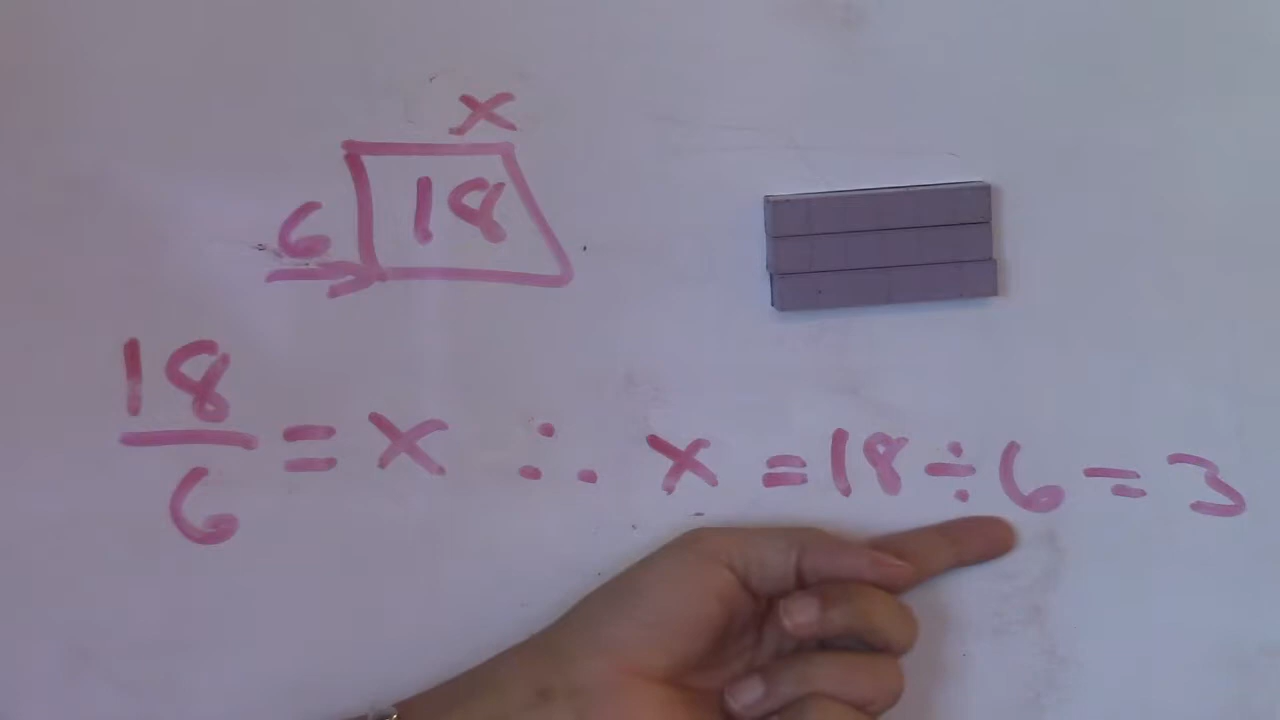 x
6 18
18/6 = x ∴ x = 18 ÷ 6 = 3